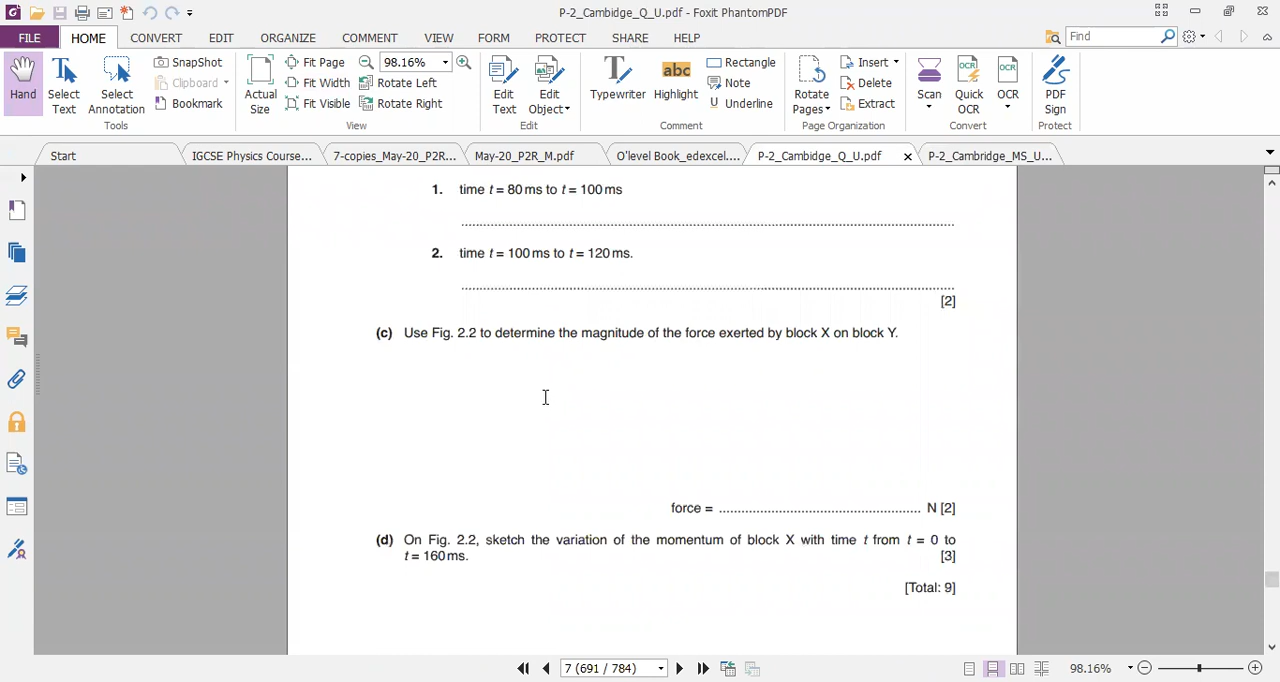 P-2_Cambidge_Q_U.pdf - Foxit PhantomPDF
FILE HOME CONVERT EDIT ORGANIZE COMMENT VIEW FORM PROTECT SHARE HELP Find
Hand
Select Text
Select Annotation
SnapShot
Clipboard
Bookmark
Tools
Actual Size
Fit Page
Fit Width
Fit Visible
98.16%
Rotate Left
Rotate Right
View
Edit Text
Edit Object
Edit
Typewriter
abc
Highlight
Rectangle
Note
Underline
Comment
Rotate Pages
Insert
Delete
Extract
Page Organization
Scan
OCR
Quick OCR
OCR
OCR
Convert
PDF Sign
Protect
Start IGCSE Physics Course... 7-copies_May-20_P2R... May-20_P2R_M.pdf O'level Book_edexcel.... P-2_Cambidge_Q_U.pdf P-2_Cambridge_MS_U...
1. time t = 80 ms to t = 100 ms
2. time t = 100 ms to t = 120 ms.
[2]
(c) Use Fig. 2.2 to determine the magnitude of the force exerted by block X on block Y.
force = .................................................. N [2]
(d) On Fig. 2.2, sketch the variation of the momentum of block X with time t from t = 0 to
t = 160 ms. [3]
[Total: 9]
7 (691 / 784) 98.16%